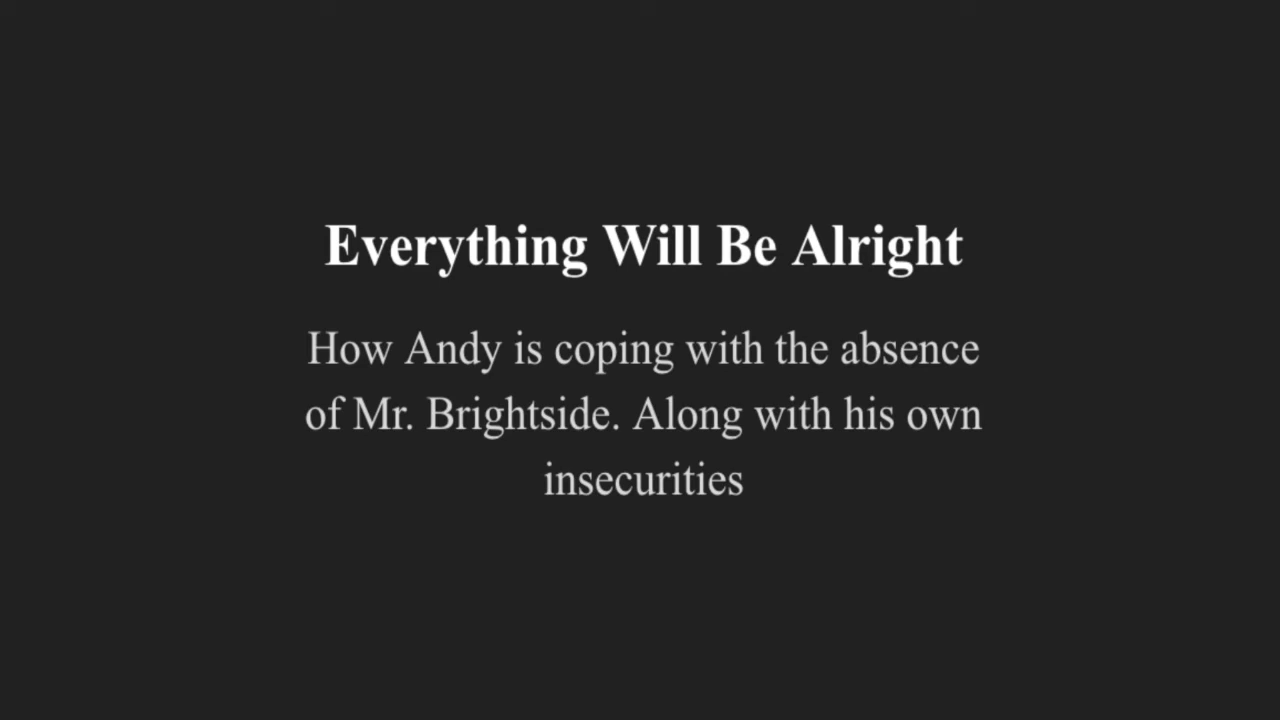 Everything Will Be Alright
How Andy is coping with the absence
of Mr. Brightside. Along with his own
insecurities